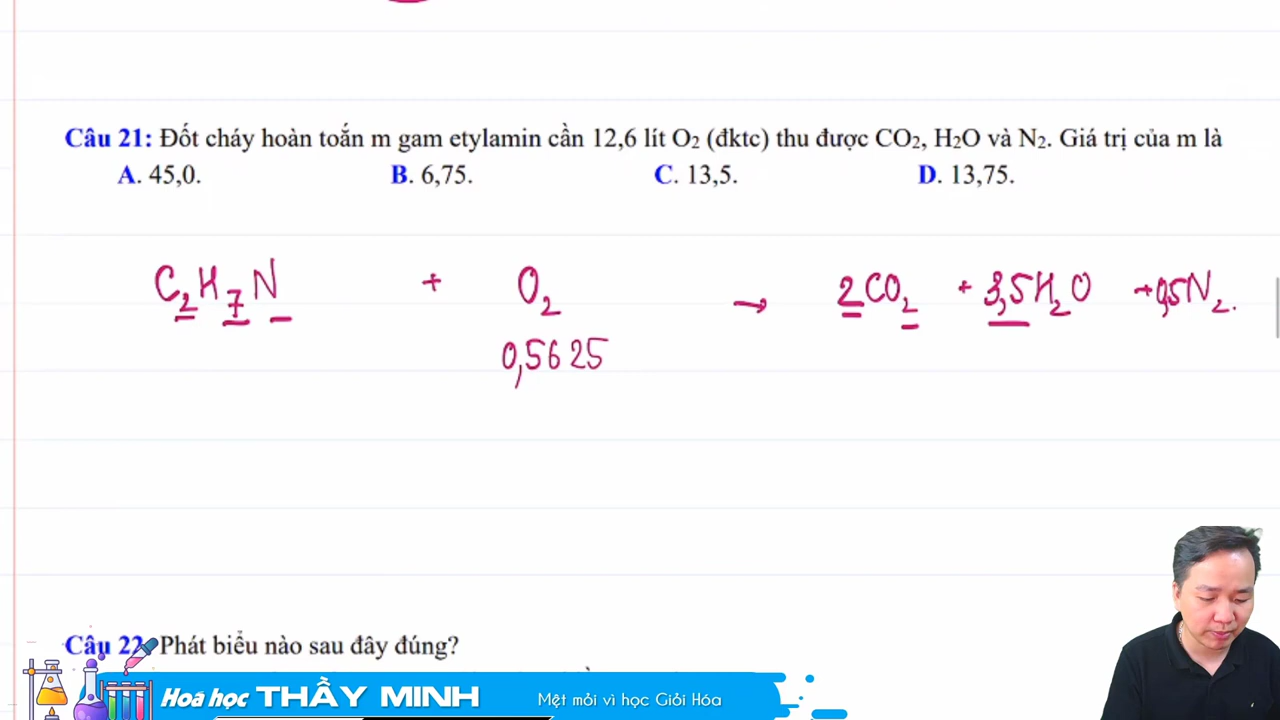 Câu 21: Đốt cháy hoàn toắn m gam etylamin cần 12,6 lít O₂ (đktc) thu được CO₂, H₂O và N₂. Giá trị của m là
A. 45,0. B. 6,75. C. 13,5. D. 13,75.
C₂H₇N + O₂ → 2CO₂ + 3,5H₂O + 0,5N₂.
0,5625
Câu 22: Phát biểu nào sau đây đúng?
Hoá học THẦY MINH Mệt mỏi vì học Giỏi Hóa